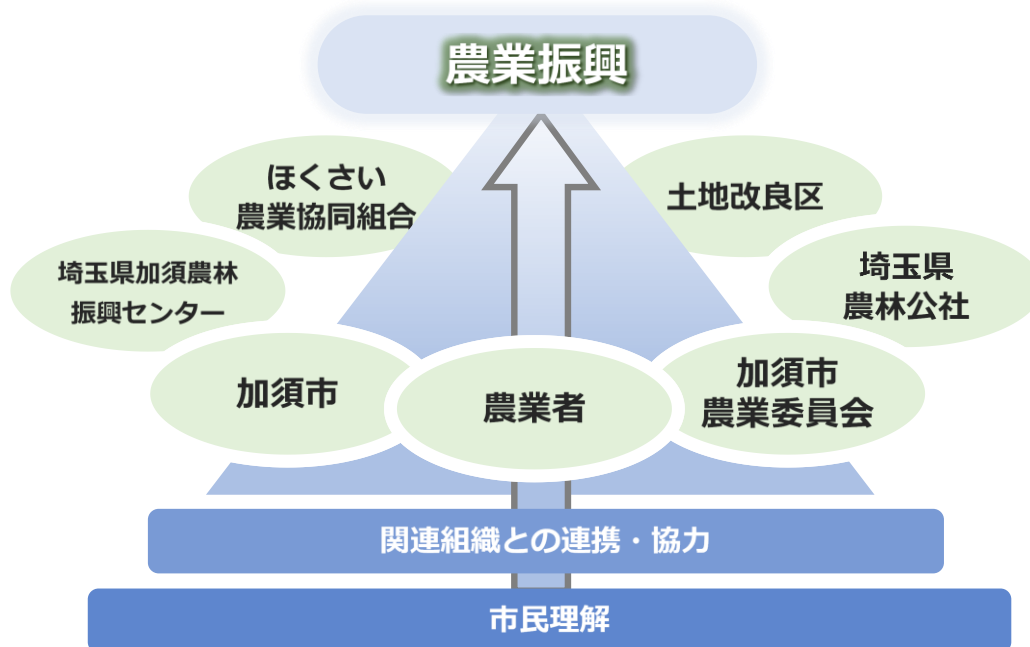 農業振興
ほくさい
農業協同組合
土地改良区
埼玉県加須農林
振興センター
埼玉県
農林公社
加須市
農業者
加須市
農業委員会
関連組織との連携・協力
市民理解